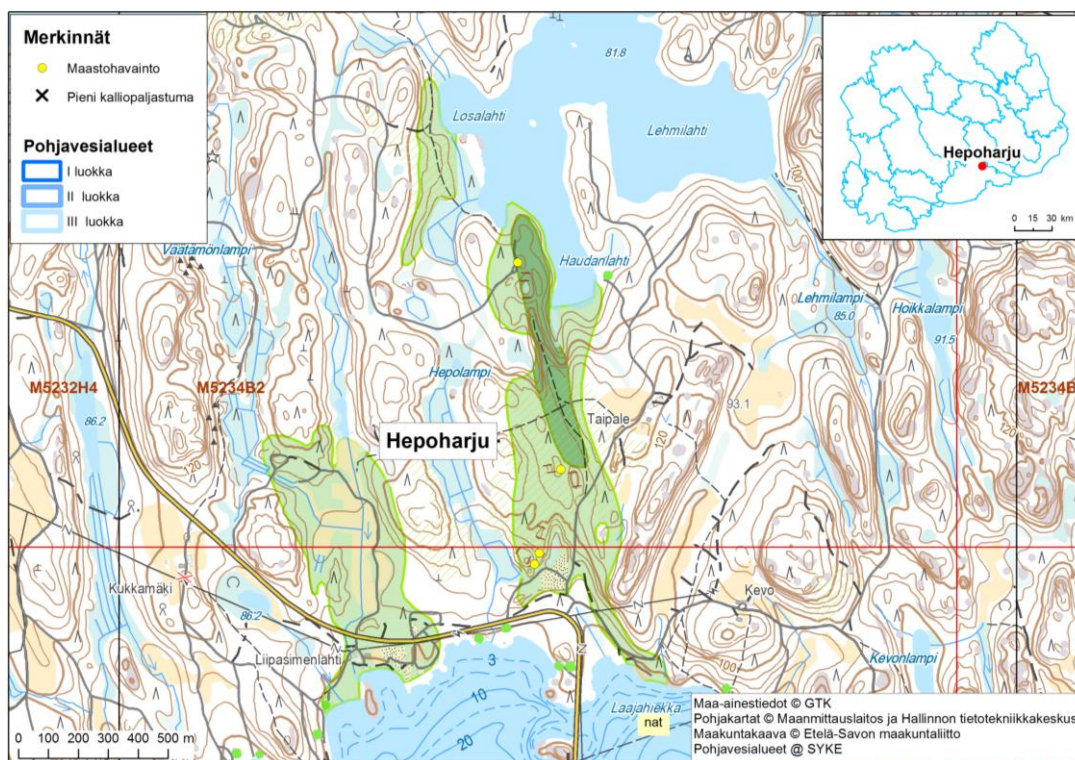 Merkinnät
Maastohavainto
Pieni kalliopaljastuma
Pohjavesialueet
I luokka
II luokka
III luokka
81.8
Losalahti
Lehmilahti
Hepoharju
0 15 30 km
Väätämönlampi
Haudanlahti
Lehmilampi
85.0
Hoikkalampi
91.5
M5232H4
86.2
M5234B2
Hepolampi
M5234B
93.1
Taipale
120
120
Hepoharju
Kukkamäki
86.2
Kevo
Liipasimenlahti
100
Kevonlampi
3
10
20
Laajahiekka
nat
0 100 200 300 400 500 m
Maa-ainestiedot © GTK
Pohjakartat © Maanmittauslaitos ja Hallinnon tietotekniikkakeskus
Maakuntakaava © Etelä-Savon maakuntaliitto
Pohjavesialueet @ SYKE